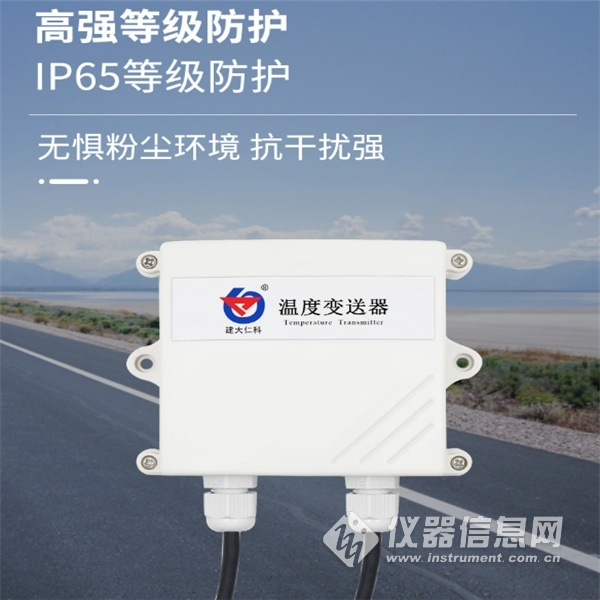 高强等级防护
IP65等级防护
无惧粉尘环境 抗干扰强
®
温度变送器
Temperature Transmitter
建大仁科
仪器信息网
www.instrument.com.cn